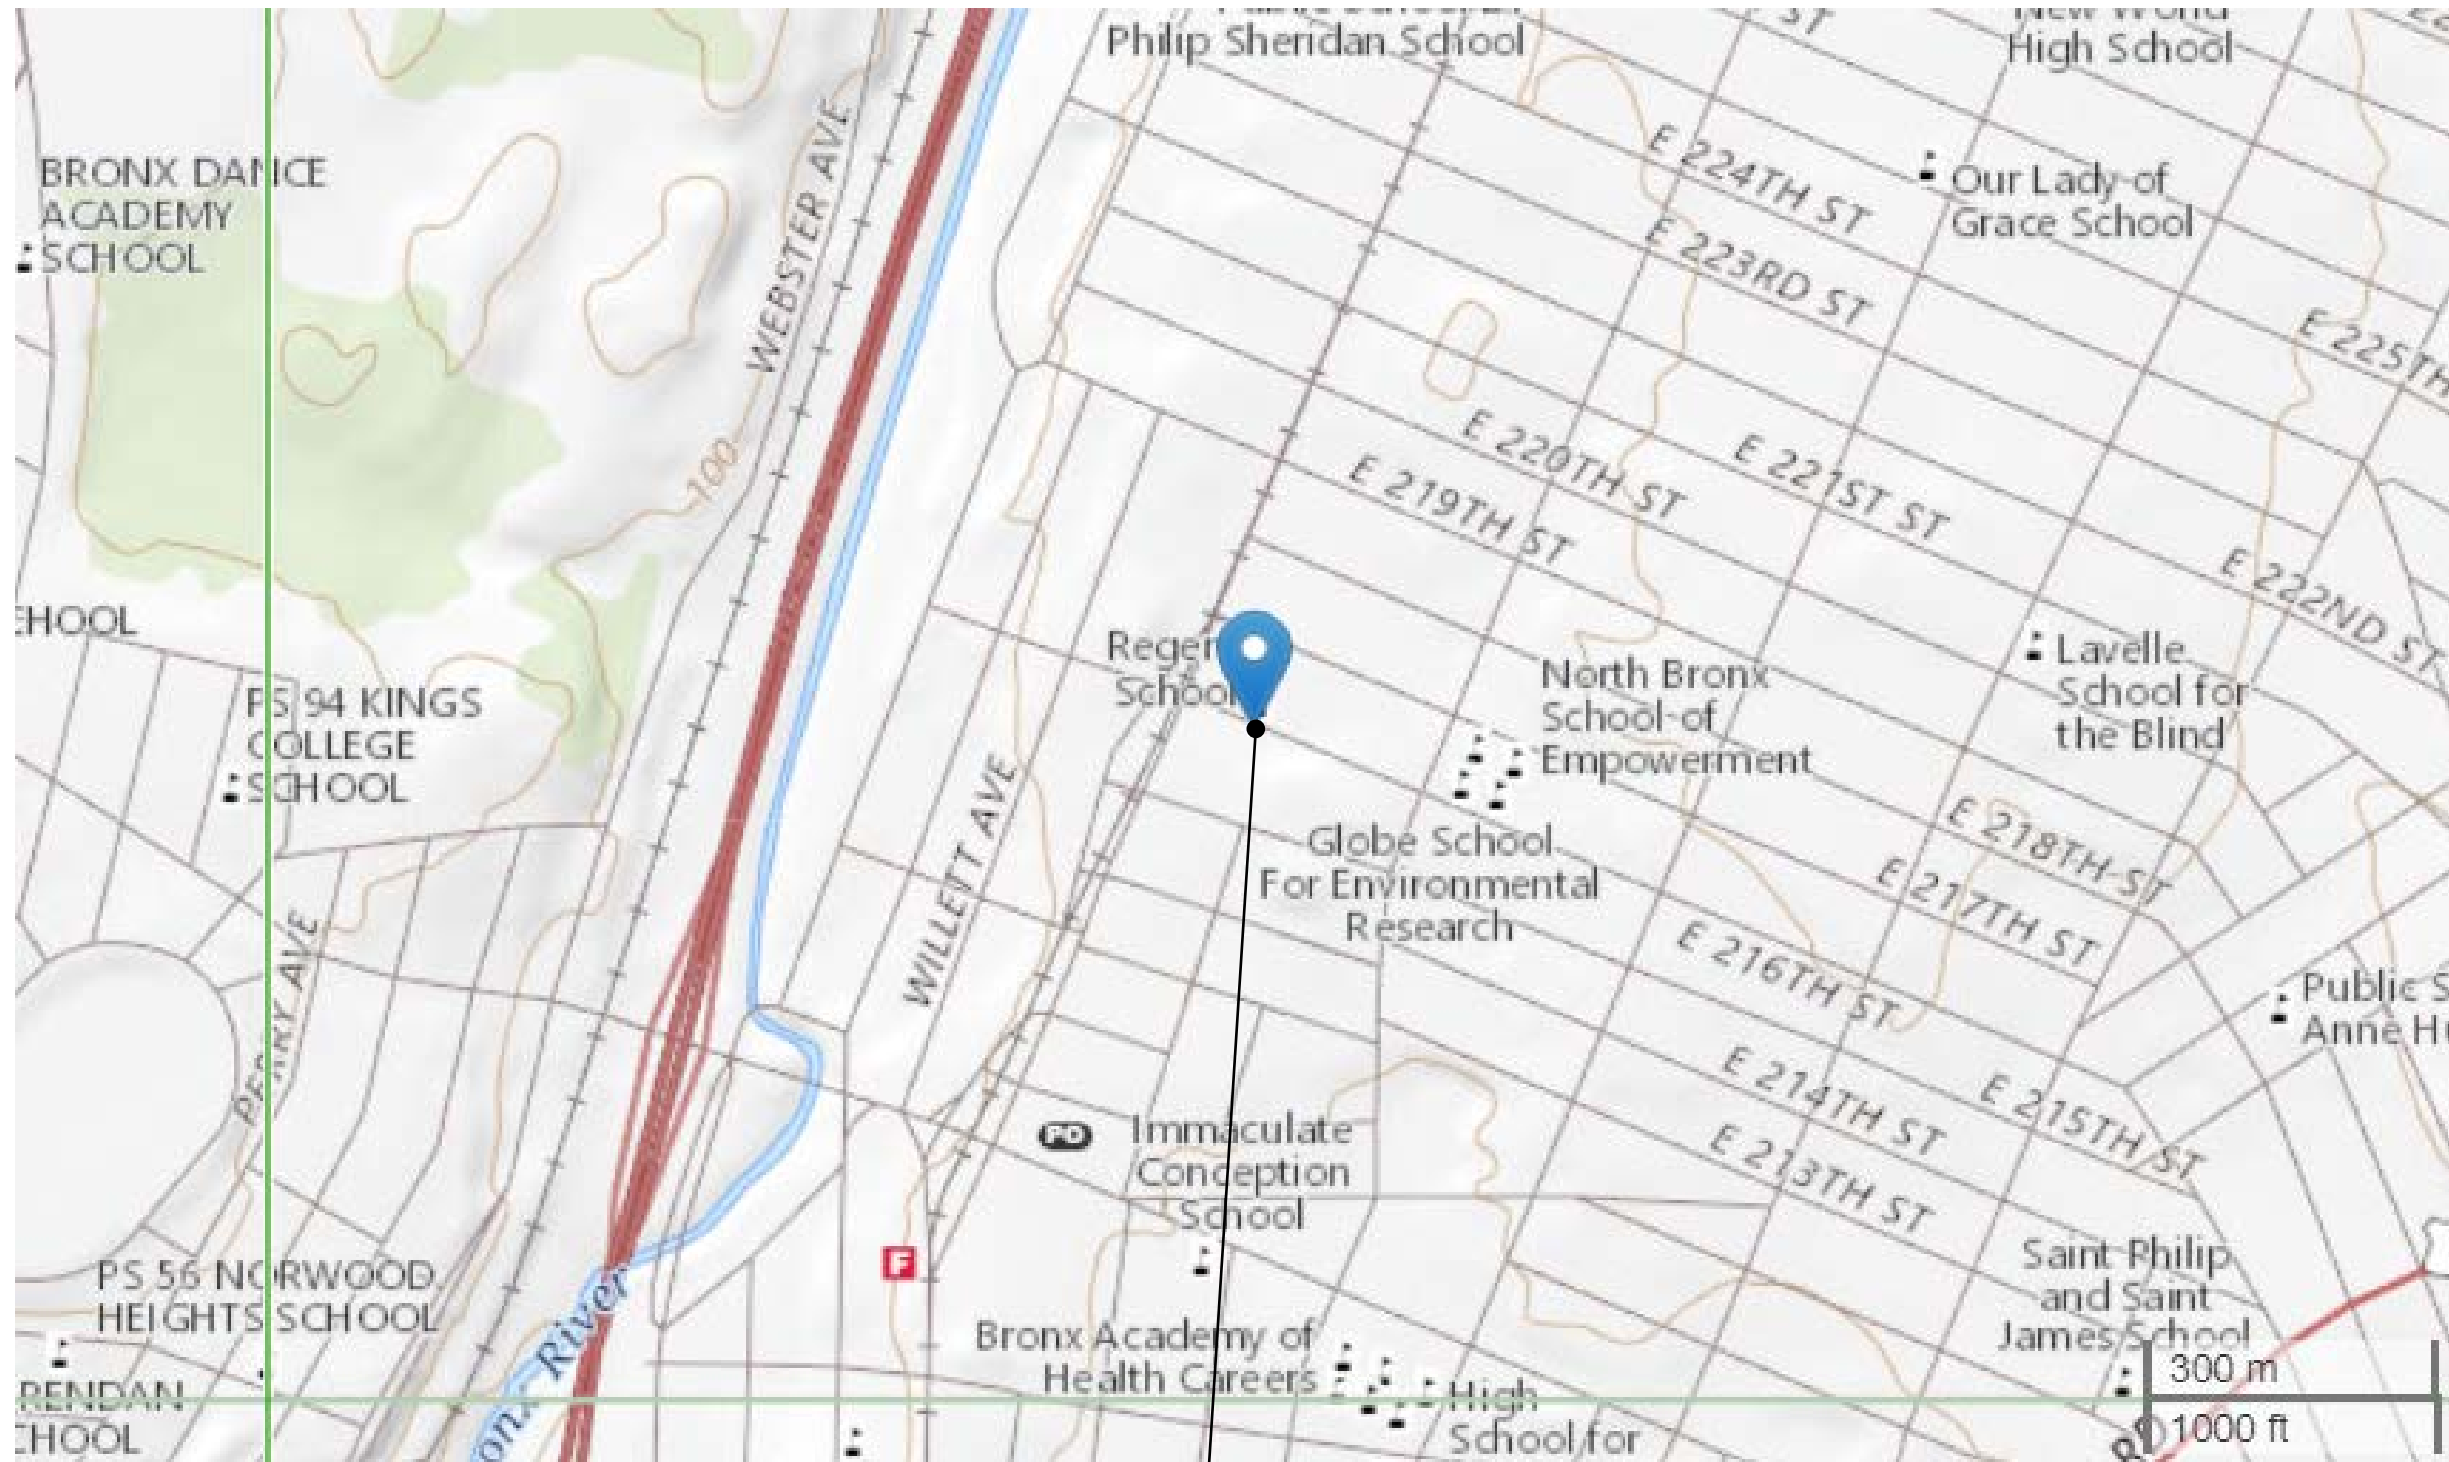 Philip Sheridan School
High School
ST
BRONX DANCE
ACADEMY
SCHOOL
WEBSTER AVE
E 224TH ST
Our Lady of
Grace School
E 223RD ST
E 225TH
100
E 220TH ST
E 221ST ST
E 219TH ST
E 222ND ST
School
PS 94 KINGS
COLLEGE
SCHOOL
North Bronx
School of
Empowerment
Lavelle
School for
the Blind
WILLETT AVE
Globe School
For Environmental
Research
E 218TH ST
E 217TH ST
E 216TH ST
PERRY AVE
Public
Anne
E 214TH ST
E 215TH ST
E 213TH ST
PD
Immaculate
Conception
School
F
PS 56 NORWOOD
HEIGHTS SCHOOL
River
Saint Philip
and Saint
James School
Bronx Academy of
Health Careers
High
School for
300 m
1000 ft
RD